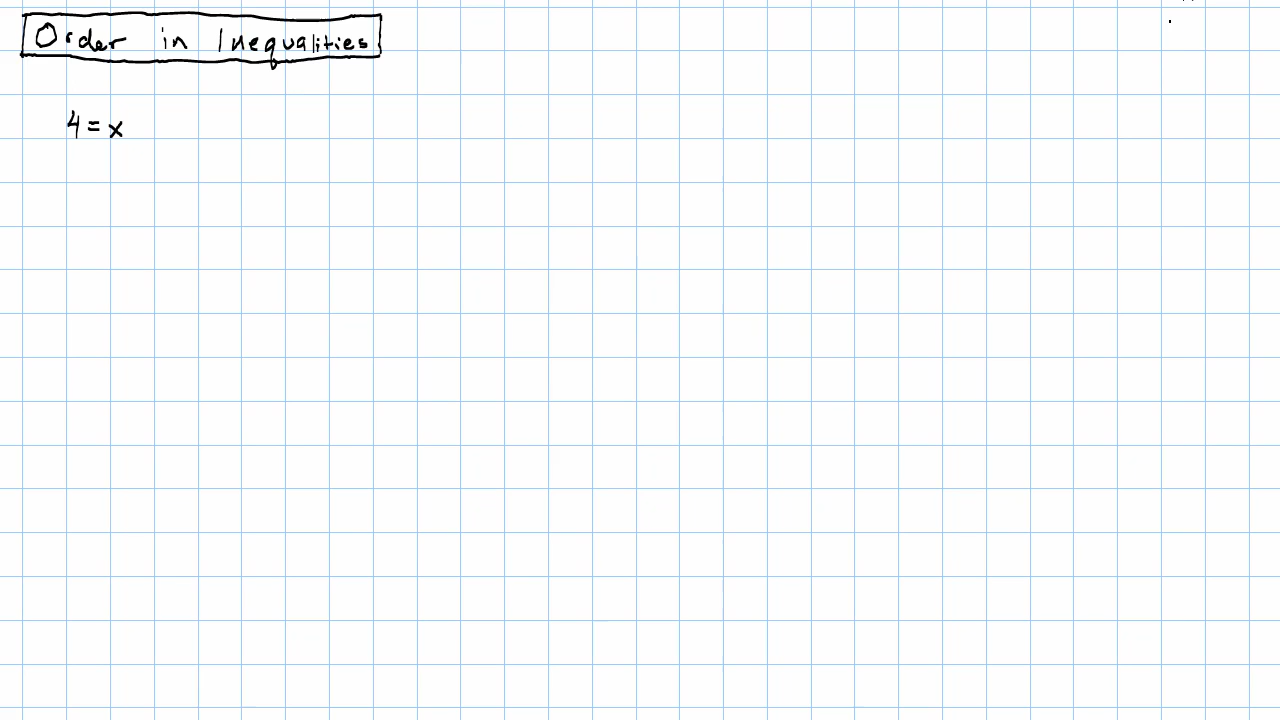 Order in Inequalities
4 = x